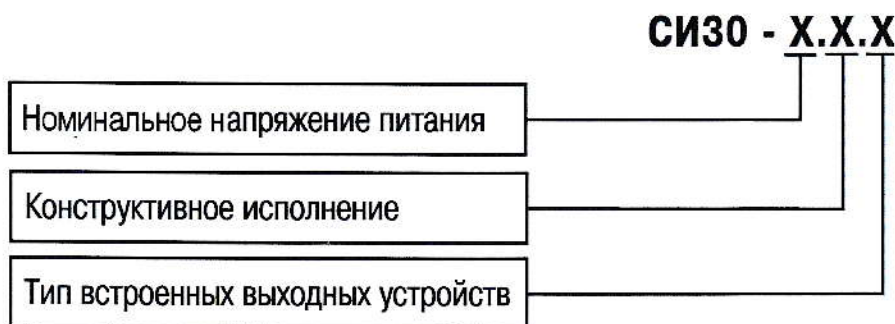 СИ30 - Х.Х.Х
Номинальное напряжение питания
Конструктивное исполнение
Тип встроенных выходных устройств